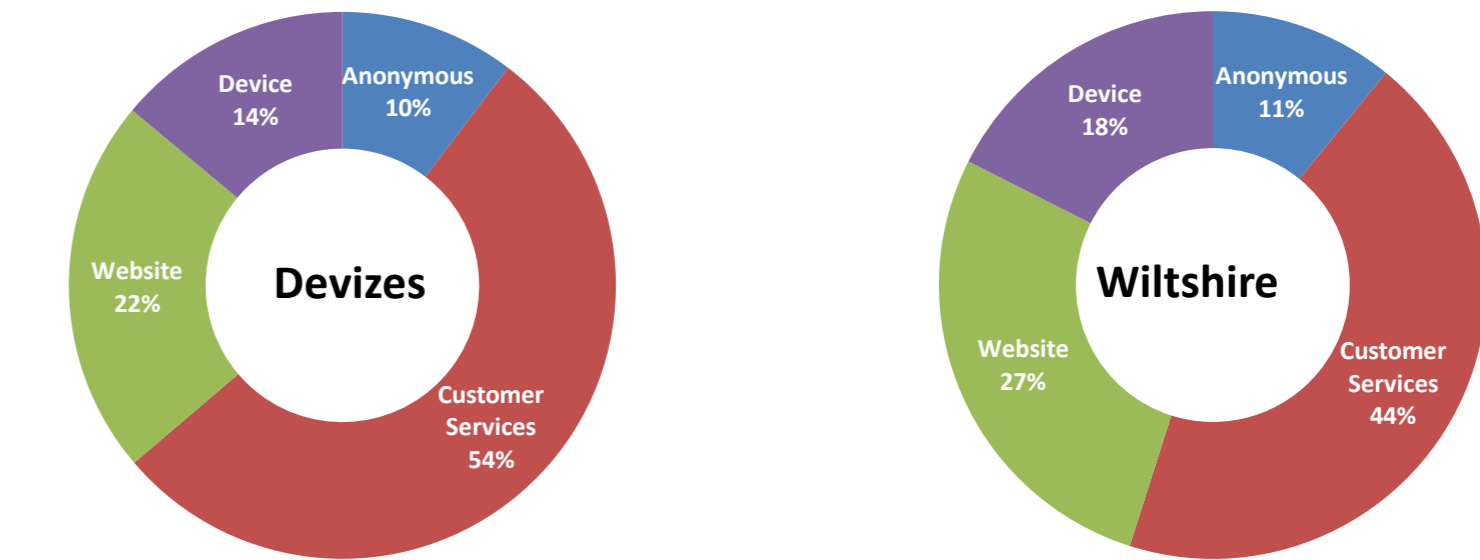 Device
14%
Anonymous
10%
Website
22%
Devizes
Customer
Services
54%
Device
18%
Anonymous
11%
Website
27%
Wiltshire
Customer
Services
44%